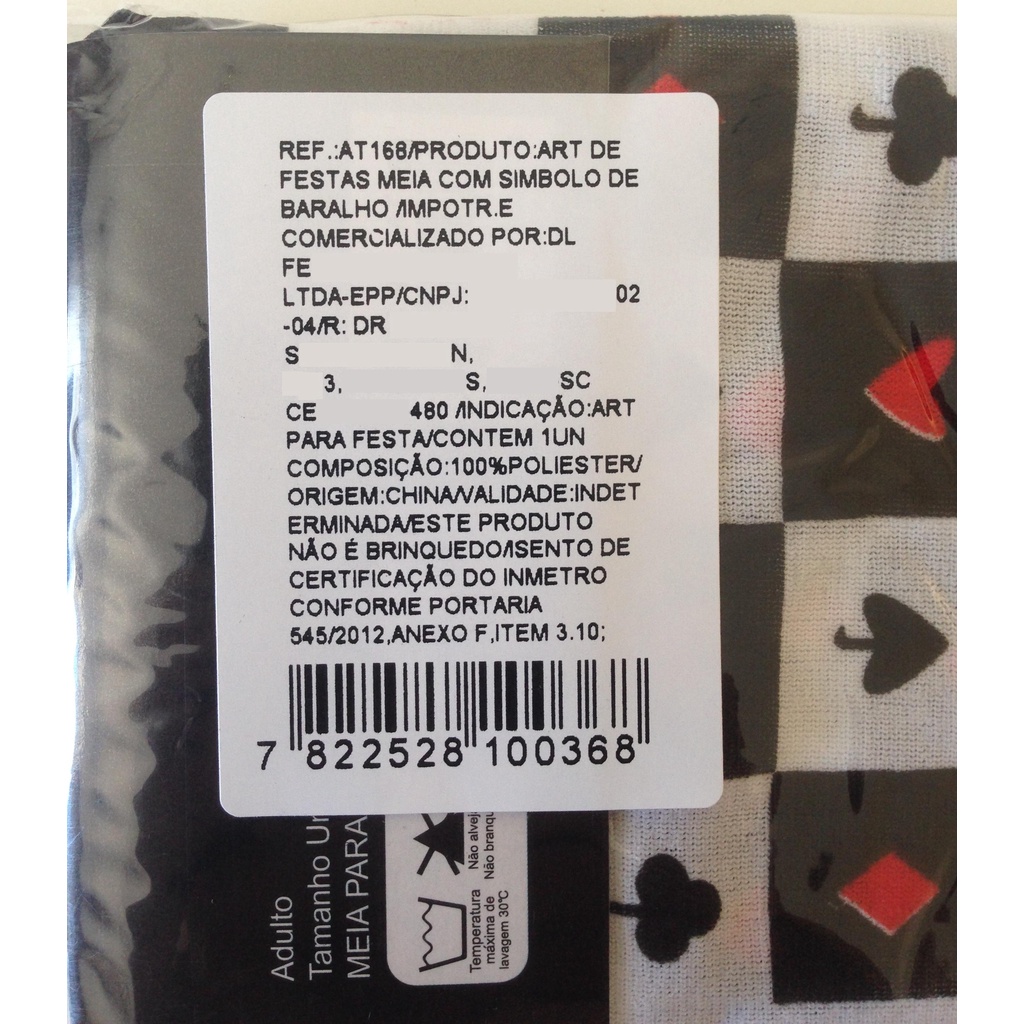 REF.:AT168/PRODUTO:ART DE
FESTAS MEIA COM SIMBOLO DE
BARALHO /IMPOTR.E
COMERCIALIZADO POR:DL
FE
LTDA-EPP/CNPJ: 02
-04/R: DR
S N,
3, S, SC
CE 480 /INDICAÇÃO:ART
PARA FESTA/CONTEM 1UN
COMPOSIÇÃO:100%POLIESTER/
ORIGEM:CHINA/VALIDADE:INDET
ERMINADA/ESTE PRODUTO
NÃO É BRINQUEDO/ISENTO DE
CERTIFICAÇÃO DO INMETRO
CONFORME PORTARIA
545/2012,ANEXO F,ITEM 3.10;
7 822528 100368
Adulto
Tamanho
MEIA PARA
Temperatura
máxima de
lavagem 30°C
Não
Não